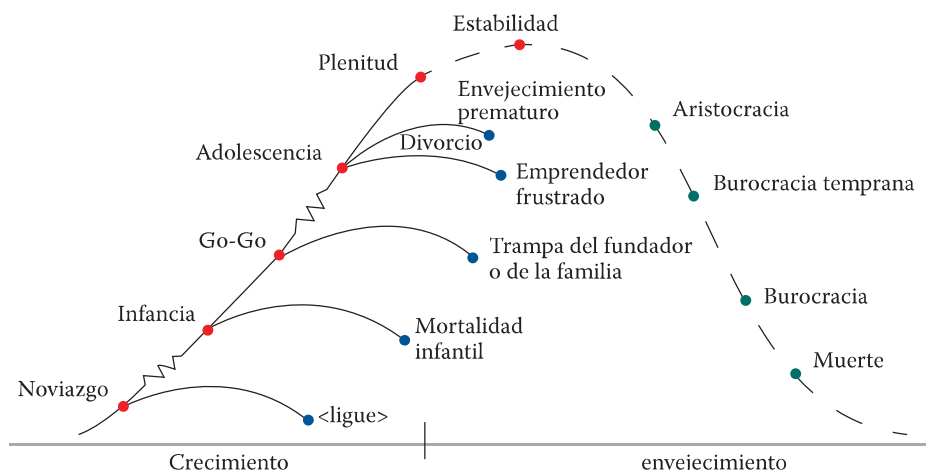 Estabilidad
Plenitud
Envejecimiento
prematuro
Aristocracia
Divorcio
Adolescencia
Emprendedor
frustrado
Burocracia temprana
Go-Go
Trampa del fundador
o de la familia
Infancia
Burocracia
Mortalidad
infantil
Muerte
Noviazgo
<ligue>
Crecimiento
envejecimiento